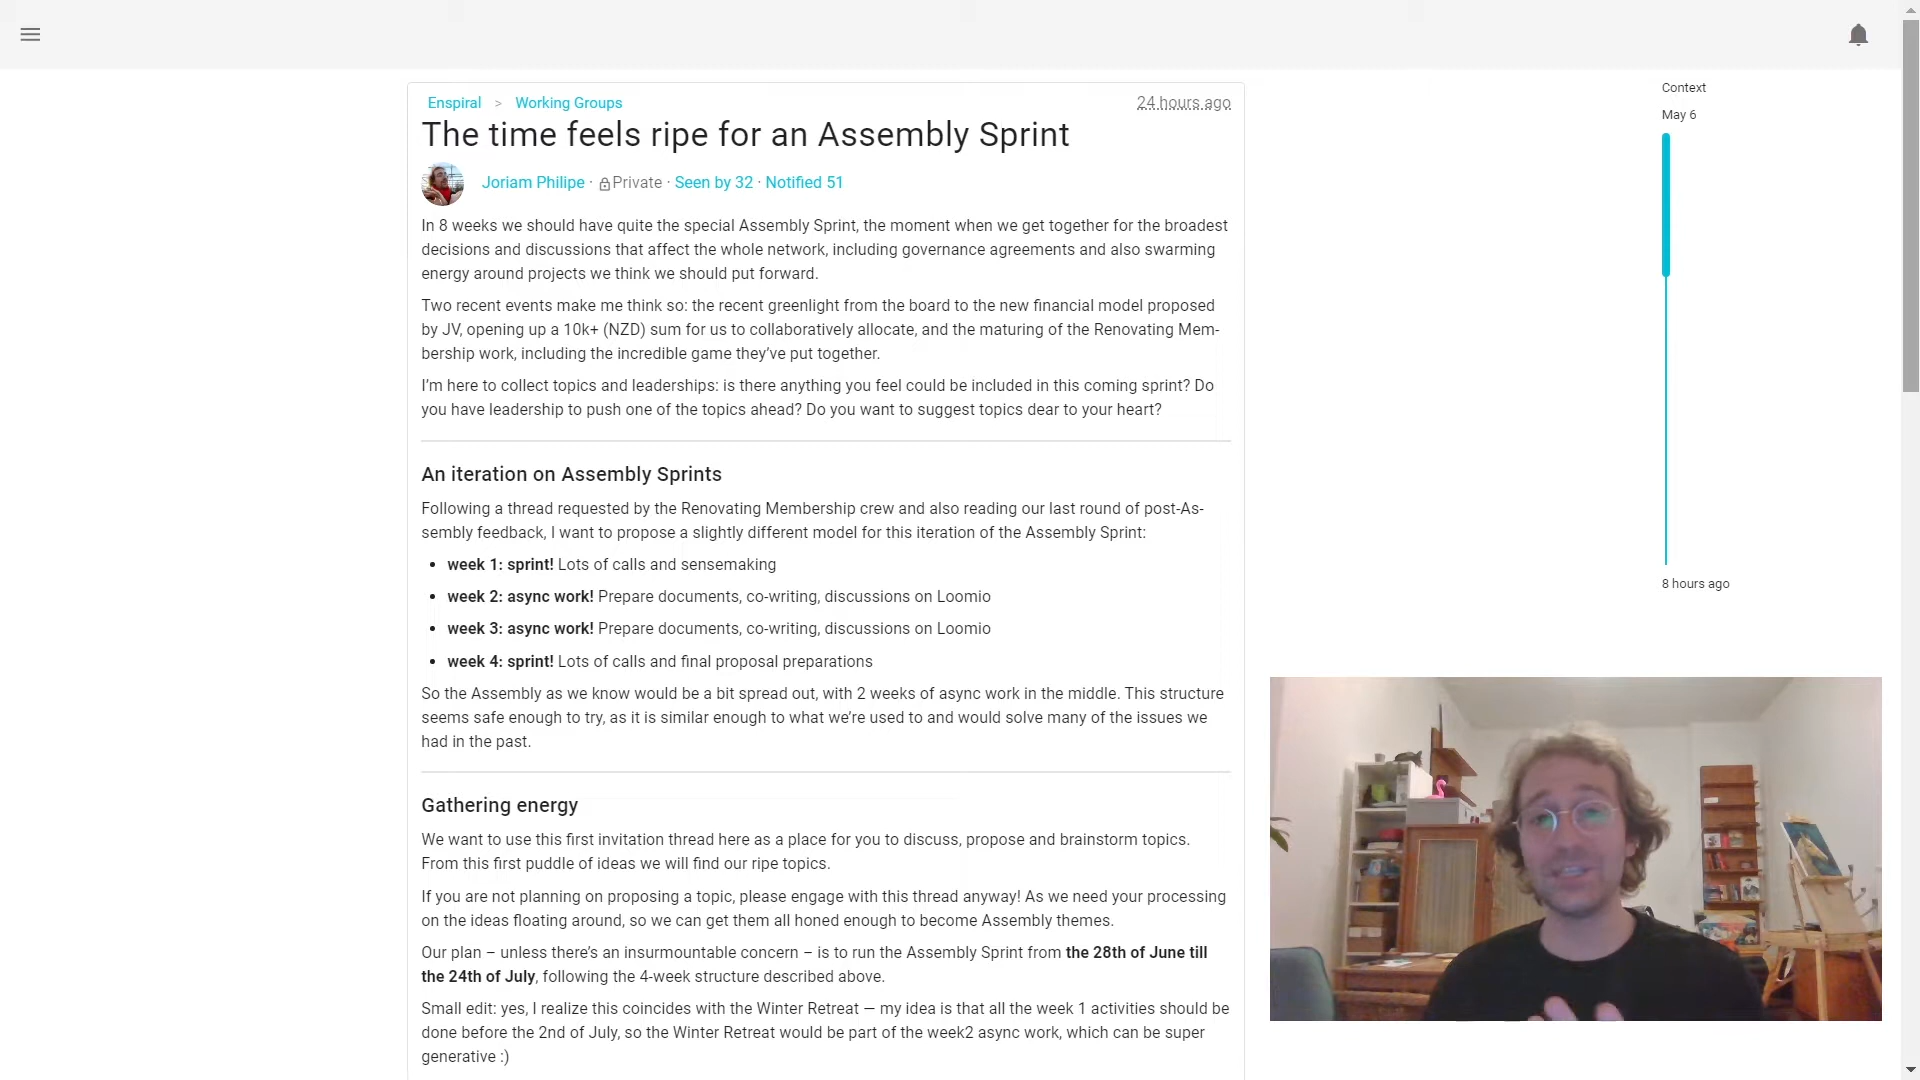 Enspiral > Working Groups
24 hours ago
The time feels ripe for an Assembly Sprint
Joriam Philipe · Private · Seen by 32 · Notified 51
In 8 weeks we should have quite the special Assembly Sprint, the moment when we get together for the broadest
decisions and discussions that affect the whole network, including governance agreements and also swarming
energy around projects we think we should put forward.
Two recent events make me think so: the recent greenlight from the board to the new financial model proposed
by JV, opening up a 10k+ (NZD) sum for us to collaboratively allocate, and the maturing of the Renovating Mem-
bership work, including the incredible game they’ve put together.
I’m here to collect topics and leaderships: is there anything you feel could be included in this coming sprint? Do
you have leadership to push one of the topics ahead? Do you want to suggest topics dear to your heart?
An iteration on Assembly Sprints
Following a thread requested by the Renovating Membership crew and also reading our last round of post-As-
sembly feedback, I want to propose a slightly different model for this iteration of the Assembly Sprint:
• week 1: sprint! Lots of calls and sensemaking
• week 2: async work! Prepare documents, co-writing, discussions on Loomio
• week 3: async work! Prepare documents, co-writing, discussions on Loomio
• week 4: sprint! Lots of calls and final proposal preparations
So the Assembly as we know would be a bit spread out, with 2 weeks of async work in the middle. This structure
seems safe enough to try, as it is similar enough to what we’re used to and would solve many of the issues we
had in the past.
Gathering energy
We want to use this first invitation thread here as a place for you to discuss, propose and brainstorm topics.
From this first puddle of ideas we will find our ripe topics.
If you are not planning on proposing a topic, please engage with this thread anyway! As we need your processing
on the ideas floating around, so we can get them all honed enough to become Assembly themes.
Our plan – unless there’s an insurmountable concern – is to run the Assembly Sprint from the 28th of June till
the 24th of July, following the 4-week structure described above.
Small edit: yes, I realize this coincides with the Winter Retreat — my idea is that all the week 1 activities should be
done before the 2nd of July, so the Winter Retreat would be part of the week2 async work, which can be super
generative :)
Context
May 6
8 hours ago